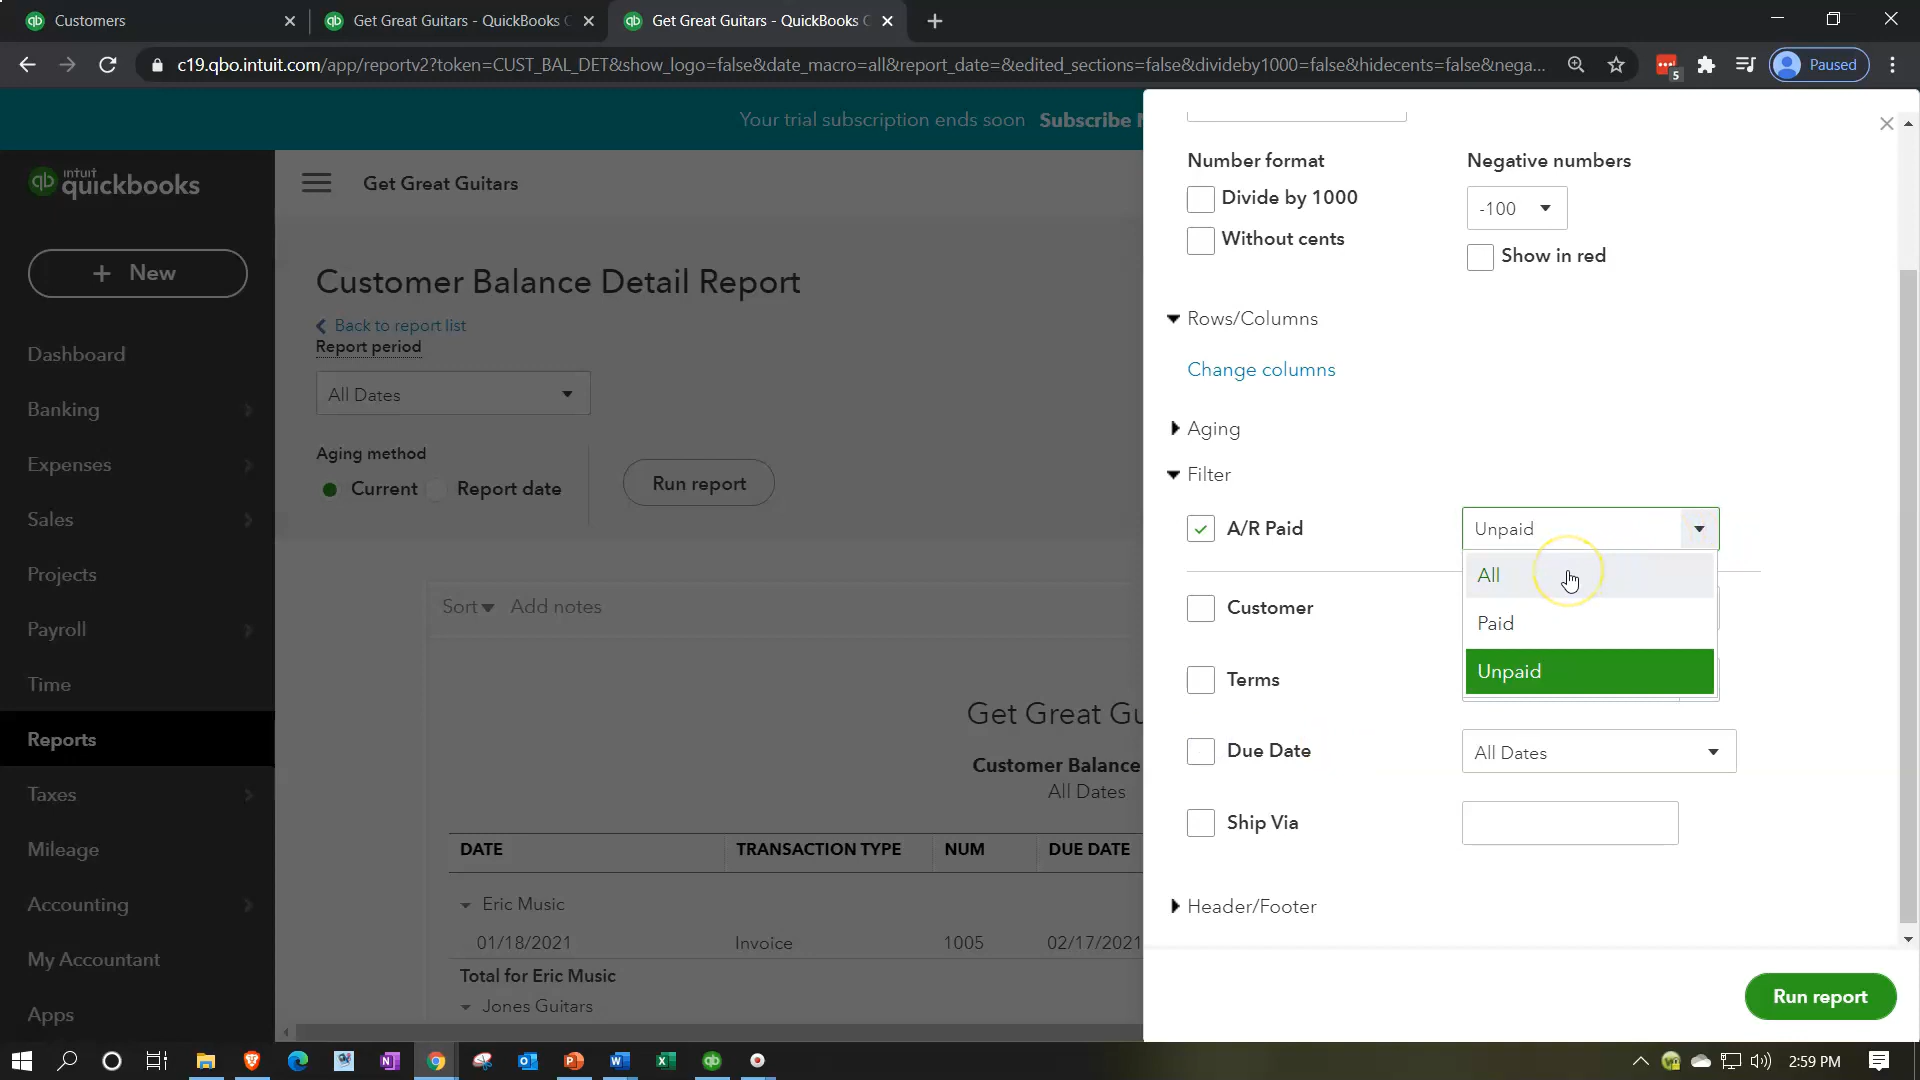 Customers
Get Great Guitars - QuickBooks C
Get Great Guitars - QuickBooks C
c19.qbo.intuit.com/app/reportv2?token=CUST_BAL_DET&show_logo=false&date_macro=all&report_date=&edited_sections=false&divideby1000=false&hidecents=false&nega...
5
Paused
Your trial subscription ends soon Subscribe
qb intuit quickbooks
Get Great Guitars
+ New
Dashboard
Banking
Expenses
Sales
Projects
Payroll
Time
Reports
Taxes
Mileage
Accounting
My Accountant
Apps
Customer Balance Detail Report
Back to report list
Report period
All Dates
Aging method
Current
Report date
Run report
Sort
Add notes
Get Great Gu
Customer Balance
All Dates
DATE TRANSACTION TYPE NUM DUE DATE
Eric Music
01/18/2021 Invoice 1005 02/17/2021
Total for Eric Music
Jones Guitars
Number format
Negative numbers
Divide by 1000
-100
Without cents
Show in red
Rows/Columns
Change columns
Aging
Filter
A/R Paid
Unpaid
All
Paid
Unpaid
Customer
Terms
Due Date
All Dates
Ship Via
Header/Footer
Run report
2:59 PM